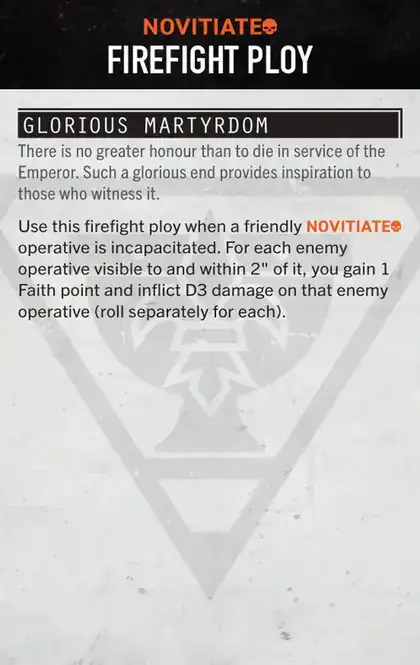 NOVITIATE
FIREFIGHT PLOY
GLORIOUS MARTYRDOM
There is no greater honour than to die in service of the
Emperor. Such a glorious end provides inspiration to
those who witness it.
Use this firefight ploy when a friendly NOVITIATE
operative is incapacitated. For each enemy
operative visible to and within 2" of it, you gain 1
Faith point and inflict D3 damage on that enemy
operative (roll separately for each).